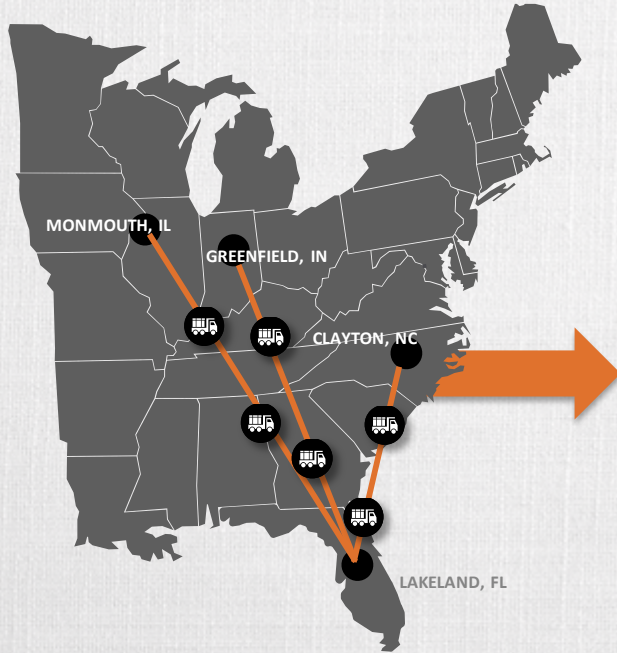 MONMOUTH, IL
GREENFIELD, IN
CLAYTON, NC
LAKELAND, FL